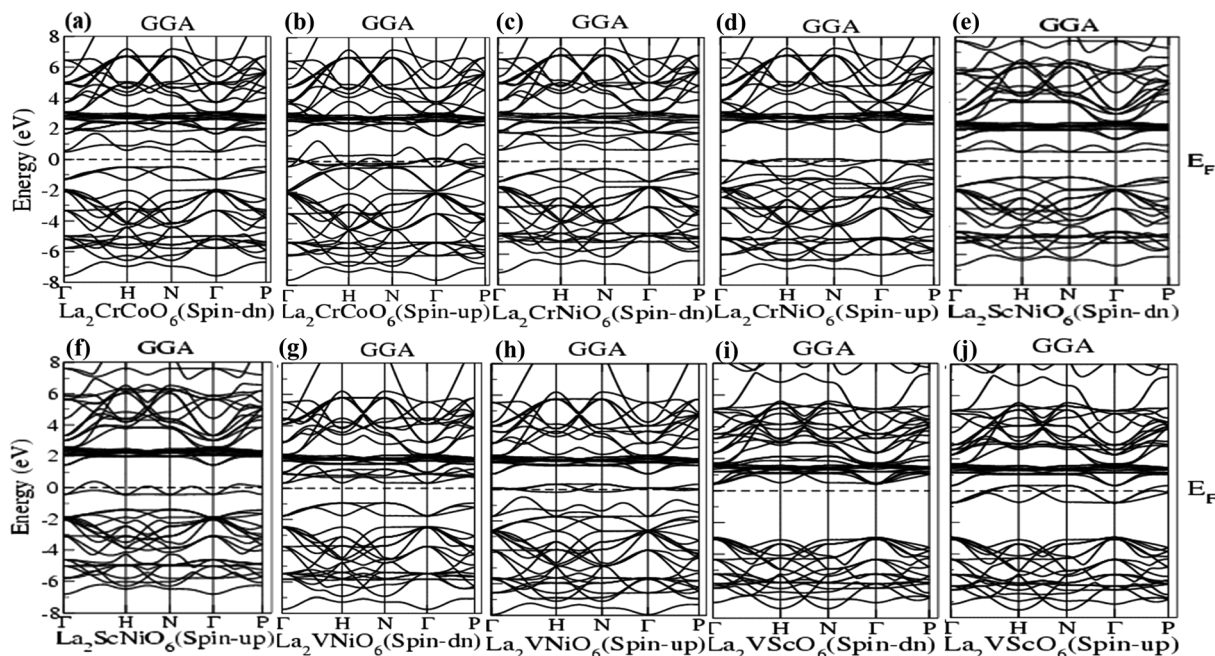 (a) GGA (b) GGA (c) GGA (d) GGA (e) GGA
8
6
4
2
0
-2
-4
-6
-8
Energy (eV)
E_F
Γ H N Γ P Γ H N Γ P Γ H N Γ P Γ H N Γ P Γ H N Γ P
La₂CrCoO₆(Spin-dn) La₂CrCoO₆(Spin-up) La₂CrNiO₆(Spin-dn) La₂CrNiO₆(Spin-up) La₂ScNiO₆(Spin-dn)
(f) GGA (g) GGA (h) GGA (i) GGA (j) GGA
8
6
4
2
0
-2
-4
-6
-8
Energy (eV)
E_F
Γ H N Γ P Γ H N Γ P Γ H N Γ P Γ H N Γ P Γ H N Γ P
La₂ScNiO₆(Spin-up) La₂VNiO₆(Spin-dn) La₂VNiO₆(Spin-up) La₂VScO₆(Spin-dn) La₂VScO₆(Spin-up)